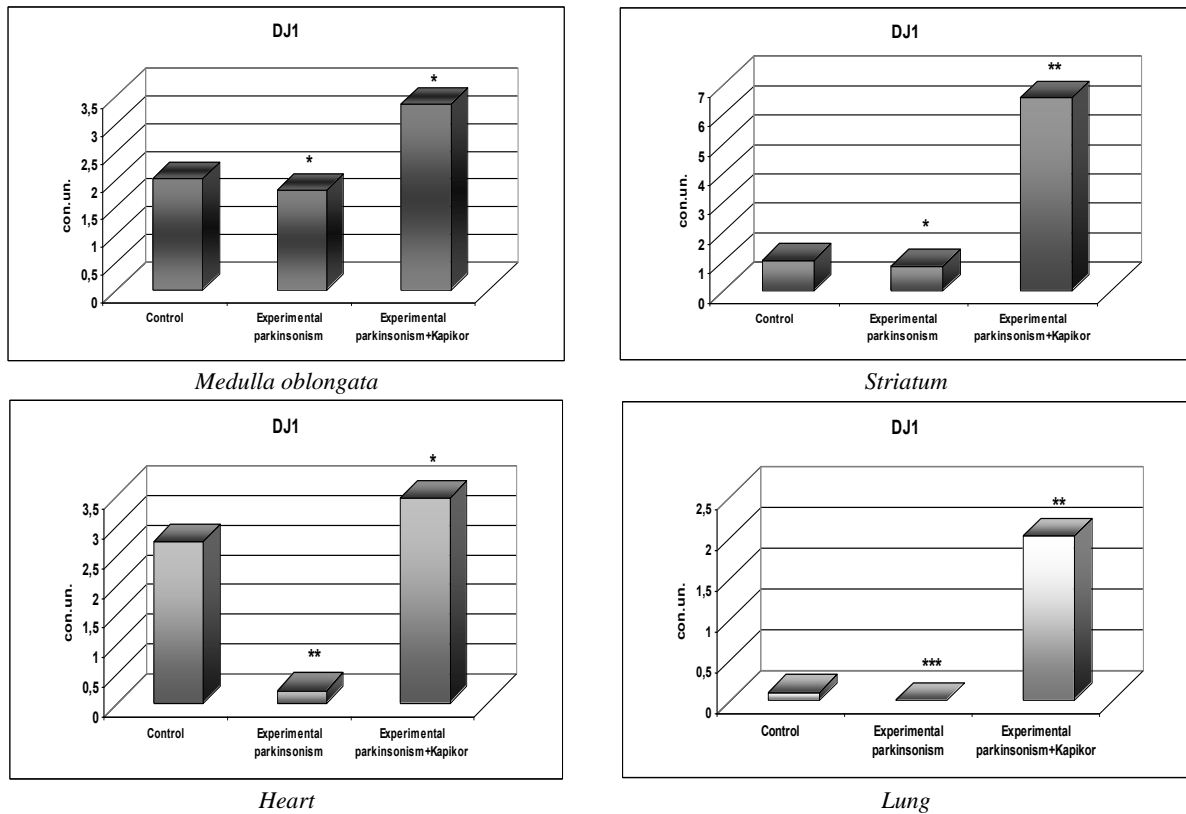 DJ1
*
*
3,5
3
2,5
2
1,5
1
0,5
0
con.un.
Control
Experimental
parkinsonism
Experimental
parkinsonism+Kapikor
Medulla oblongata
DJ1
**
*
7
6
5
4
3
2
1
0
con.un.
Control
Experimental
parkinsonism
Experimental
parkinsonism+Kapikor
Striatum
DJ1
*
**
3,5
3
2,5
2
1,5
1
0,5
0
con.un.
Control
Experimental
parkinsonism
Experimental
parkinsonism+Kapikor
Heart
DJ1
**
***
2,5
2
1,5
1
0,5
0
con.un.
Control
Experimental
parkinsonism
Experimental
parkinsonism+Kapikor
Lung